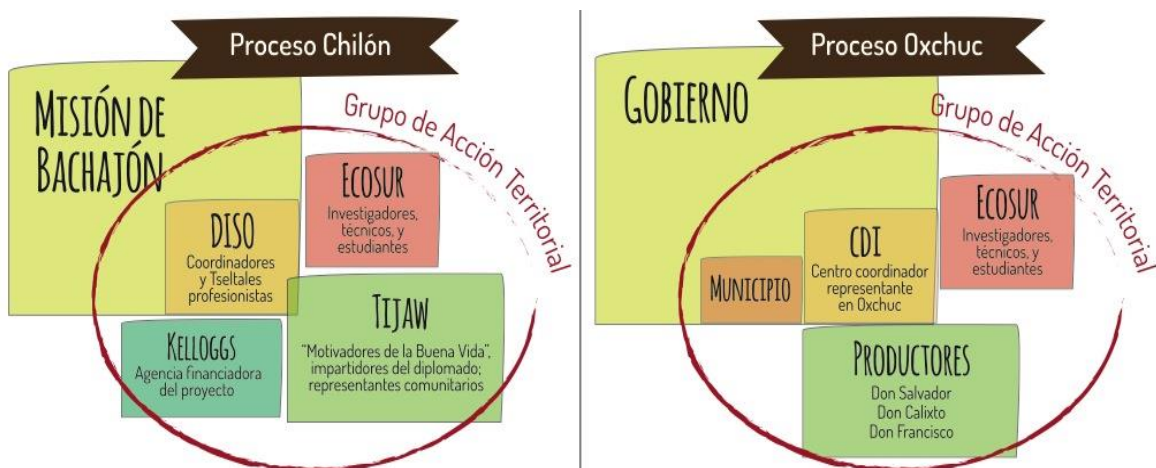 Proceso Chilón
MISIÓN DE
BACHAJÓN
Grupo de Acción Territorial
ECOSUR
Investigadores,
técnicos, y
estudiantes
DISO
Coordinadores
y Tseltales
profesionistas
TIJAW
“Motivadores de la Buena Vida”,
impartidores del diplomado;
representantes comunitarios
KELLOGGS
Agencia financiadora
del proyecto
Proceso Oxchuc
GOBIERNO
Grupo de Acción Territorial
ECOSUR
Investigadores,
técnicos, y
estudiantes
CDI
Centro coordinador
representante
en Oxchuc
MUNICIPIO
PRODUCTORES
Don Salvador
Don Calixto
Don Francisco